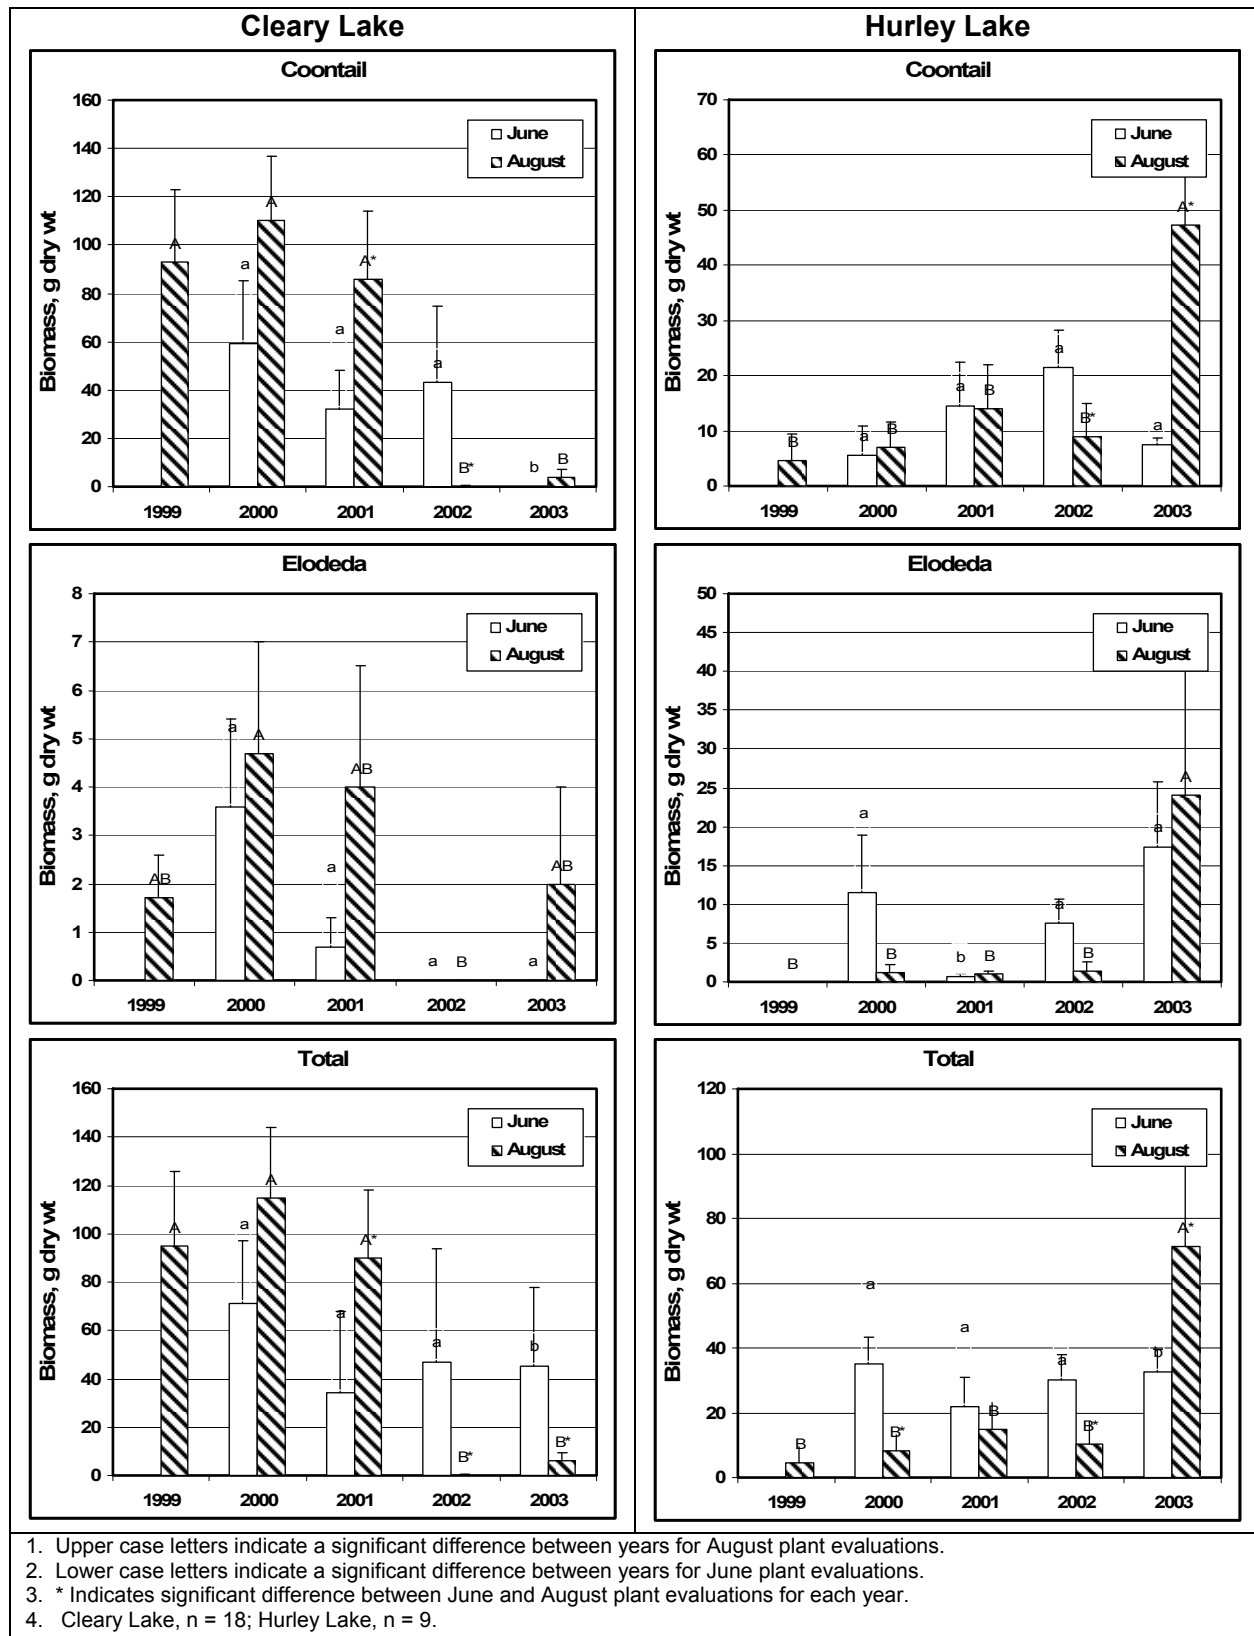 Cleary Lake
Hurley Lake
Coontail
160
140
120
100
80
60
40
20
0
Biomass, g dry wt
June
August
A
a
A
a
A*
a
B*
b
B
1999 2000 2001 2002 2003
Coontail
70
60
50
40
30
20
10
0
Biomass, g dry wt
June
August
B
a
B
a
B
a
B*
a
A*
1999 2000 2001 2002 2003
Elodeda
8
7
6
5
4
3
2
1
0
Biomass, g dry wt
June
August
AB
a
A
a
AB
a
B
a
AB
1999 2000 2001 2002 2003
Elodeda
50
45
40
35
30
25
20
15
10
5
0
Biomass, g dry wt
June
August
B
a
B
b
B
a
B
a
A
1999 2000 2001 2002 2003
Total
160
140
120
100
80
60
40
20
0
Biomass, g dry wt
June
August
A
a
A
a
A*
a
B*
b
B*
1999 2000 2001 2002 2003
Total
120
100
80
60
40
20
0
Biomass, g dry wt
June
August
B
a
B*
a
B
a
B*
b
A*
1999 2000 2001 2002 2003
1. Upper case letters indicate a significant difference between years for August plant evaluations.
2. Lower case letters indicate a significant difference between years for June plant evaluations.
3. * Indicates significant difference between June and August plant evaluations for each year.
4. Cleary Lake, n = 18; Hurley Lake, n = 9.